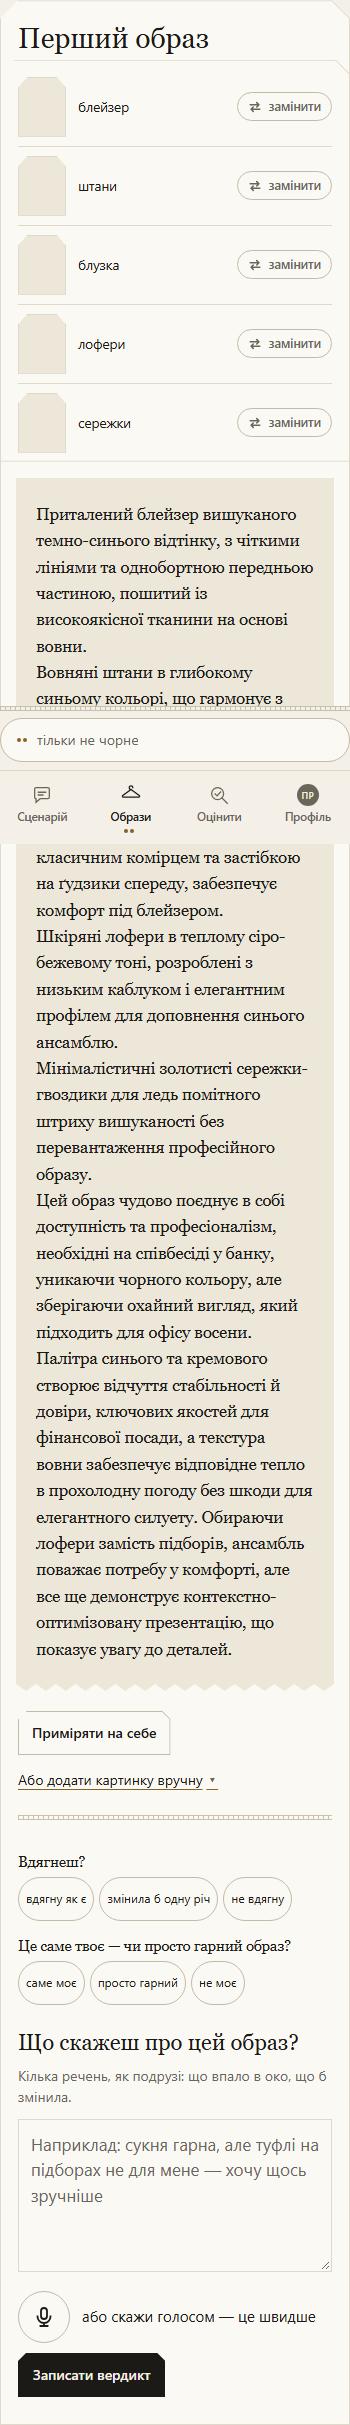 Перший образ
блейзер
замінити
штани
замінити
блузка
замінити
лофери
замінити
сережки
замінити
Приталений блейзер вишуканого
темно-синього відтінку, з чіткими
лініями та однобортною передньою
частиною, пошитий із
високоякісної тканини на основі
вовни.
Вовняні штани в глибокому
синьому кольорі, що гармонує з
тільки не чорне
Сценарій
Образи
Оцінити
ПР
Профіль
класичним комірцем та застібкою
на ґудзики спереду, забезпечує
комфорт під блейзером.
Шкіряні лофери в теплому сіро-
бежевому тоні, розроблені з
низьким каблуком і елегантним
профілем для доповнення синього
ансамблю.
Мінімалістичні золотисті сережки-
гвоздики для ледь помітного
штриху вишуканості без
перевантаження професійного
образу.
Цей образ чудово поєднує в собі
доступність та професіоналізм,
необхідні на співбесіді у банку,
уникаючи чорного кольору, але
зберігаючи охайний вигляд, який
підходить для офісу восени.
Палітра синього та кремового
створює відчуття стабільності й
довіри, ключових якостей для
фінансової посади, а текстура
вовни забезпечує відповідне тепло
в прохолодну погоду без шкоди для
елегантного силуету. Обираючи
лофери замість підборів, ансамбль
поважає потребу у комфорті, але
все ще демонструє контекстно-
оптимізовану презентацію, що
показує увагу до деталей.
Приміряти на себе
Або додати картинку вручну
Вдягнеш?
вдягну як є
змінила б одну річ
не вдягну
Це саме твоє — чи просто гарний образ?
саме моє
просто гарний
не моє
Що скажеш про цей образ?
Кілька речень, як подрузі: що впало в око, що б
змінила.
Наприклад: сукня гарна, але туфлі на
підборах не для мене — хочу щось
зручніше
або скажи голосом — це швидше
Записати вердикт